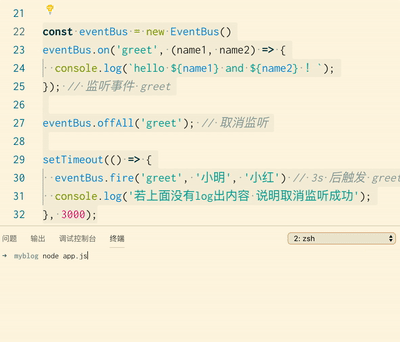 21
22 const eventBus = new EventBus()
23 eventBus.on('greet', (name1, name2) => {
24   console.log(`hello ${name1} and ${name2} ! `);
25 }); // 监听事件 greet
26
27 eventBus.offAll('greet'); // 取消监听
28
29 setTimeout(() => {
30   eventBus.fire('greet', '小明', '小红') // 3s 后触发 greet
31   console.log('若上面没有log出内容 说明取消监听成功');
32 }, 3000);
问题 输出 调试控制台 终端 2: zsh
→ myblog node app.js